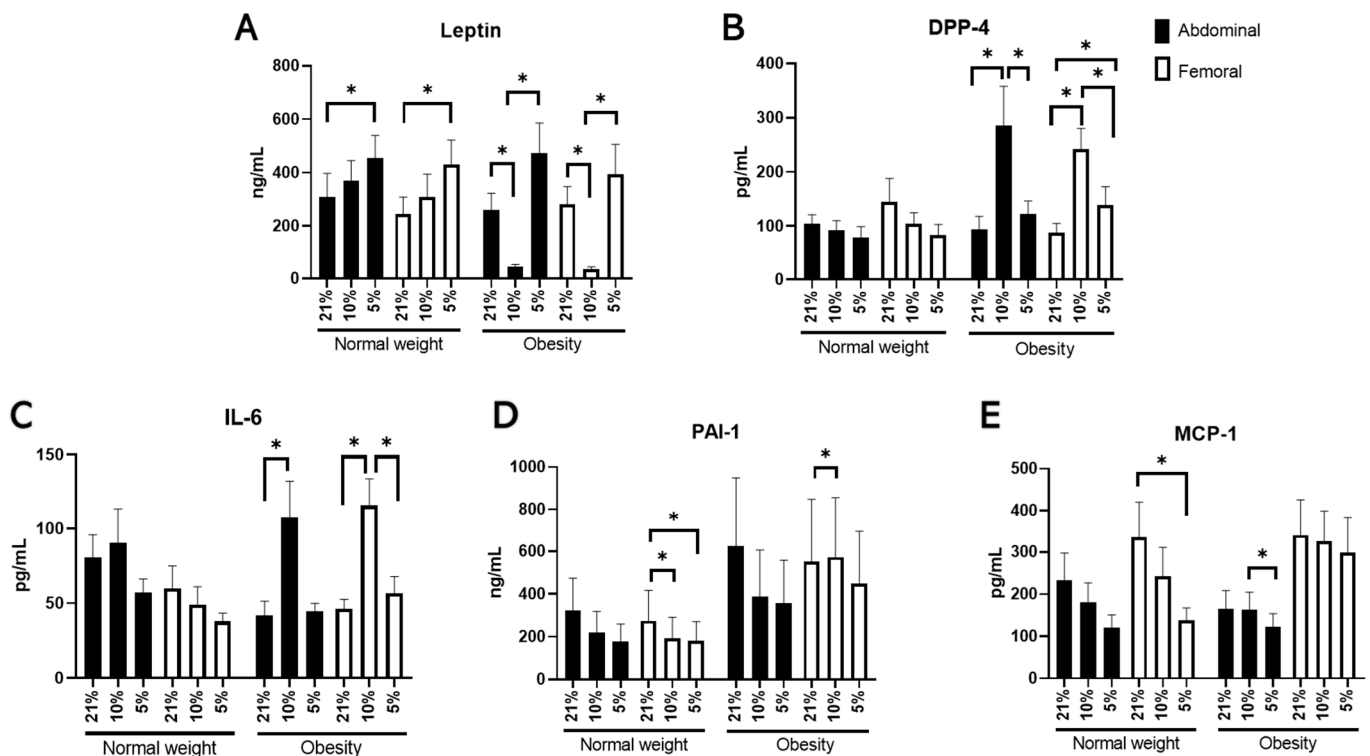 A
Leptin
ng/mL
800
600
400
200
0
* * * * * *
21% 10% 5% 21% 10% 5% 21% 10% 5% 21% 10% 5%
Normal weight Obesity
B
DPP-4
pg/mL
400
300
200
100
0
* * * * *
21% 10% 5% 21% 10% 5% 21% 10% 5% 21% 10% 5%
Normal weight Obesity
Abdominal
Femoral
C
IL-6
pg/mL
150
100
50
0
* * *
21% 10% 5% 21% 10% 5% 21% 10% 5% 21% 10% 5%
Normal weight Obesity
D
PAI-1
ng/mL
1000
800
600
400
200
0
* * *
21% 10% 5% 21% 10% 5% 21% 10% 5% 21% 10% 5%
Normal weight Obesity
E
MCP-1
pg/mL
500
400
300
200
100
0
* *
21% 10% 5% 21% 10% 5% 21% 10% 5% 21% 10% 5%
Normal weight Obesity